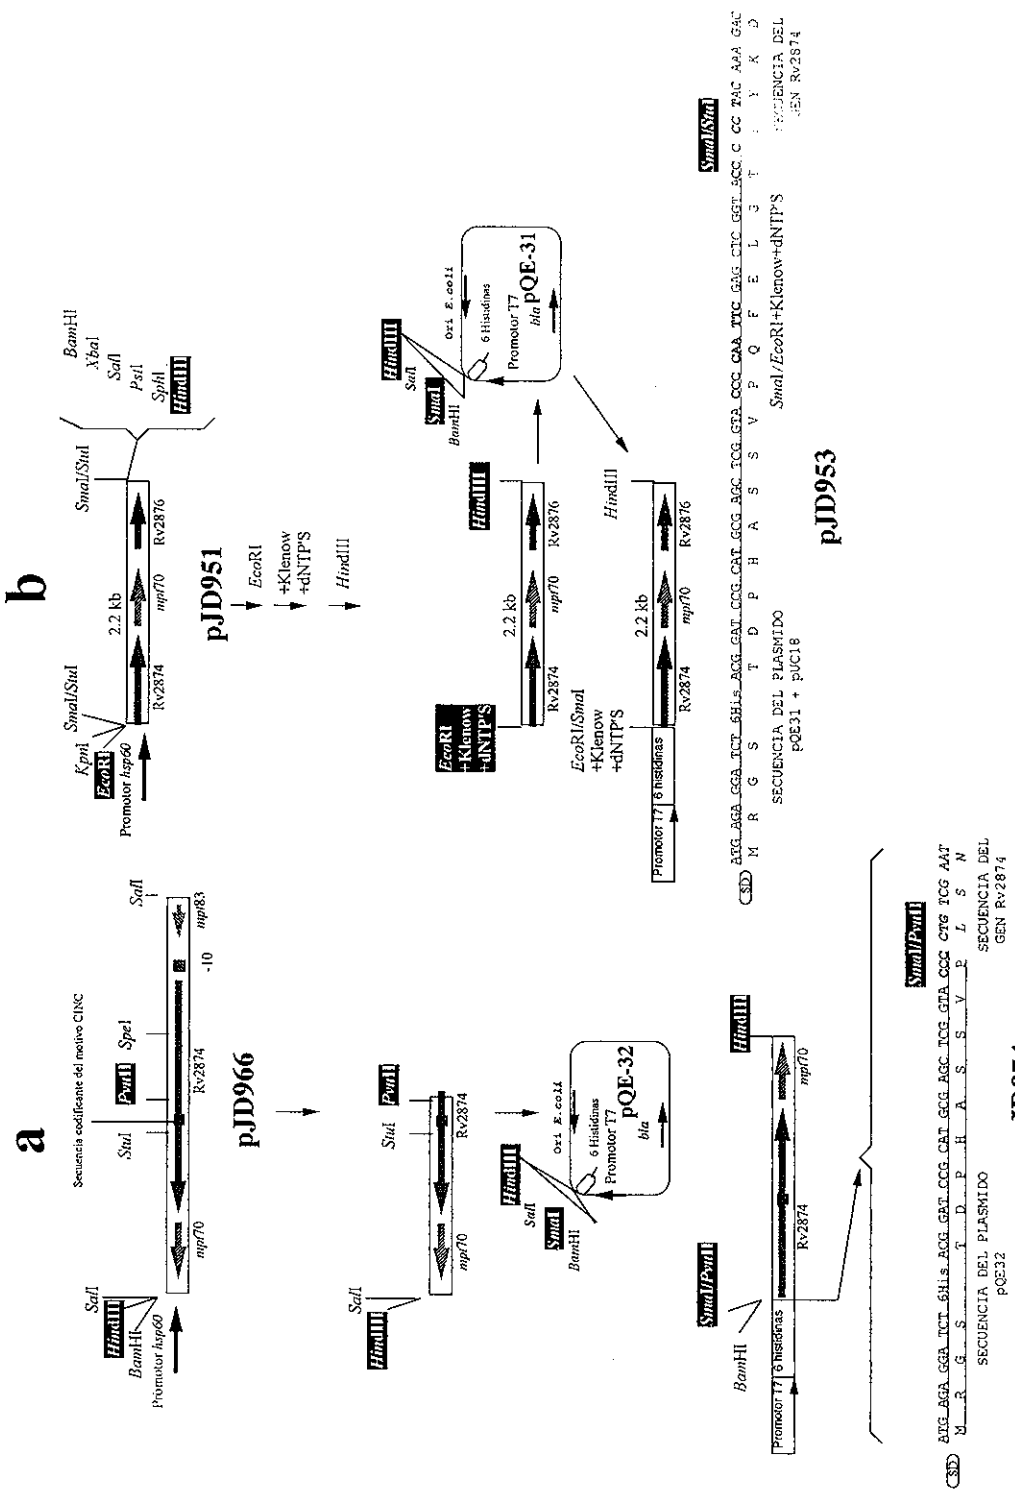 a
Secuencia codificante del motivo CINC
SalI
HindIII
BamHI
Promotor hsp60
StuI
PvuII
SpeI
SalI
mpt70
Rv2874
-10
mpt83
pJD966
SalI
HindIII
StuI
PvuII
mpt70
Rv2874
HindIII
SalI
SmaI
BamHI
Ori E.coli
6 Histidinas
Promotor T7
bla
pQE-32
SmaI/PvuII
BamHI
HindIII
Promotor T7
6 histidinas
Rv2874
mpt70
SmaI/PvuII
SD
ATG AGA GGA TCT 6His ACG GAT CCG CAT GCG AGC TCG GTA CCC CTG TCG AAT
M R G S T D P H A S S V P L S N
SECUENCIA DEL PLASMIDO
pQE32
SECUENCIA DEL
GEN Rv2874
b
KpnI
SmaI/StuI
EcoRI
Promotor hsp60
SmaI/StuI
BamHI
XbaI
SalI
PstI
SphI
HindIII
2.2 kb
Rv2874
mpt70
Rv2876
pJD951
EcoRI
+Klenow
+dNTP'S
HindIII
EcoRI
+Klenow
+dNTP'S
HindIII
2.2 kb
Rv2874
mpt70
Rv2876
HindIII
SalI
SmaI
BamHI
Ori E.coli
6 Histidinas
Promotor T7
bla
pQE-31
EcoRI/SmaI
+Klenow
+dNTP'S
HindIII
2.2 kb
Promotor T7
6 histidinas
Rv2874
mpt70
Rv2876
SmaI/StuI
SD
ATG AGA GGA TCT 6His ACG GAT CCG CAT GCG AGC TCG GTA CCC CAA TTC GAG CTC GGT ACC C CC TAC AAA GAC
M R G S T D P H A S S V P Q F E L G T Y K D
SECUENCIA DEL PLASMIDO
pQE31 + pUC18
SmaI/EcoRI+Klenow+dNTP'S
SECUENCIA DEL
GEN Rv2874
pJD953